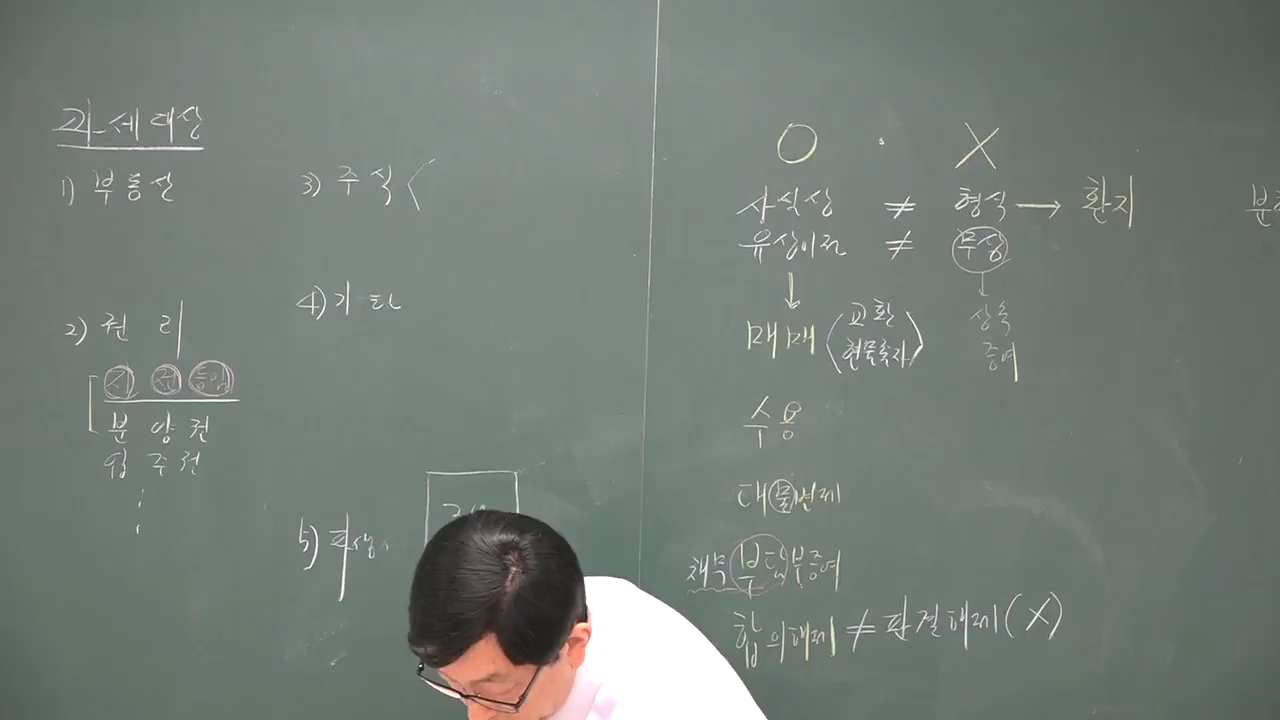 과세대상
1) 부동산
2) 권리
지 전 등임
분양권
입주권
3) 주식 〈
4) 기타
5) 파생
O · X
사실상 ≠ 형식 → 환지
유상이전 ≠ 무상
↓ ↓
매매 〈교환 현물출자〉 상속 증여
수용
대물변제
채무 부담부증여
합의해제 ≠ 판결해제(X)